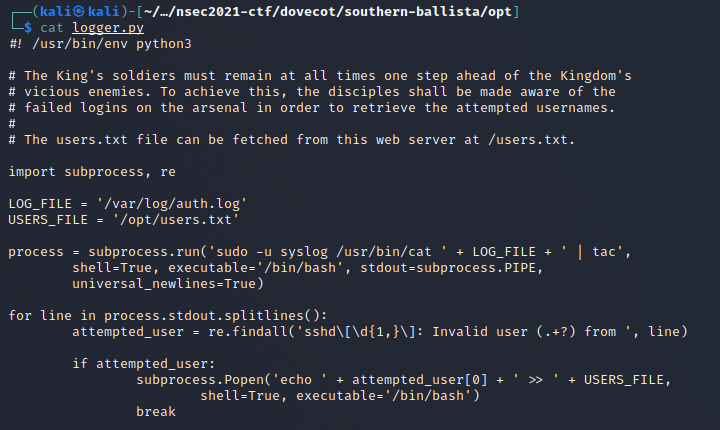 ┌──(kali㉿kali)-[~/…/nsec2021-ctf/dovecot/southern-ballista/opt]
└─$ cat logger.py
#! /usr/bin/env python3

# The King's soldiers must remain at all times one step ahead of the Kingdom's
# vicious enemies. To achieve this, the disciples shall be made aware of the
# failed logins on the arsenal in order to retrieve the attempted usernames.
#
# The users.txt file can be fetched from this web server at /users.txt.

import subprocess, re

LOG_FILE = '/var/log/auth.log'
USERS_FILE = '/opt/users.txt'

process = subprocess.run('sudo -u syslog /usr/bin/cat ' + LOG_FILE + ' | tac',
        shell=True, executable='/bin/bash', stdout=subprocess.PIPE,
        universal_newlines=True)

for line in process.stdout.splitlines():
        attempted_user = re.findall('sshd\[\d{1,}\]: Invalid user (.+?) from ', line)

        if attempted_user:
                subprocess.Popen('echo ' + attempted_user[0] + ' >> ' + USERS_FILE,
                        shell=True, executable='/bin/bash')
                break